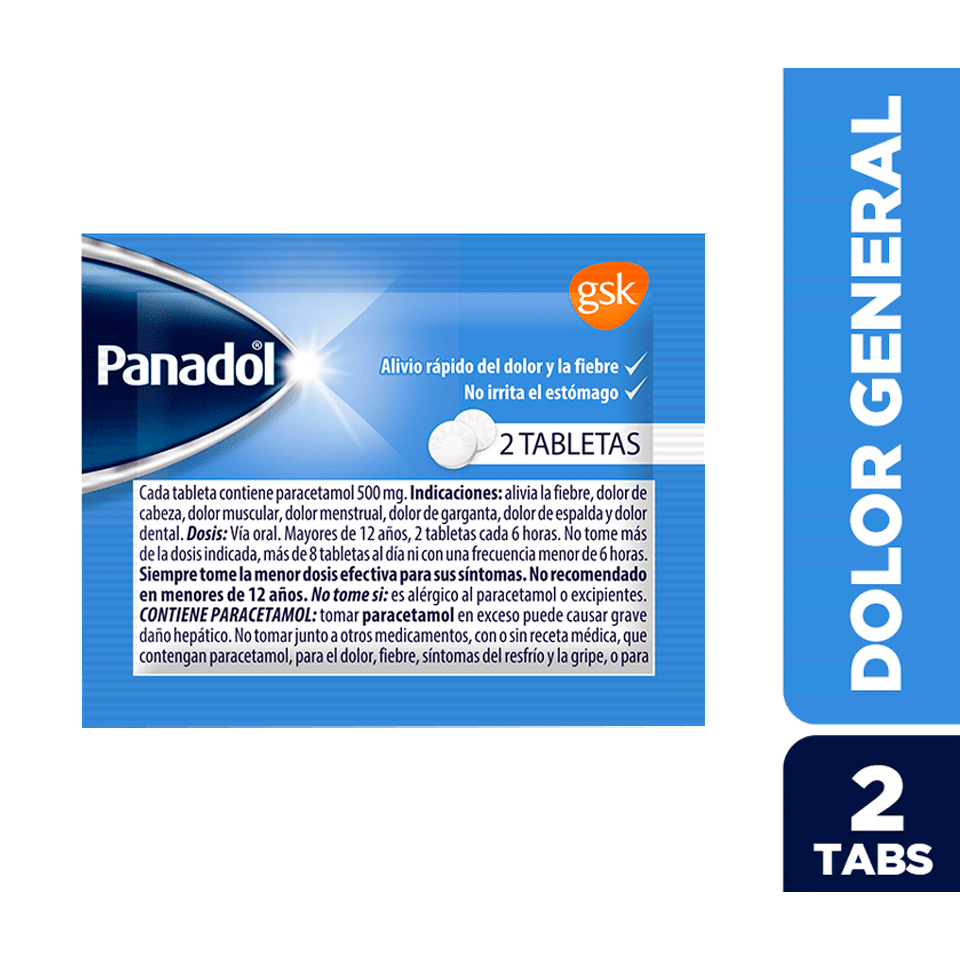 gsk
Panadol®
Alivio rápido del dolor y la fiebre
No irrita el estómago
2 TABLETAS
Cada tableta contiene paracetamol 500 mg. Indicaciones: alivia la fiebre, dolor de
cabeza, dolor muscular, dolor menstrual, dolor de garganta, dolor de espalda y dolor
dental. Dosis: Vía oral. Mayores de 12 años, 2 tabletas cada 6 horas. No tome más
de la dosis indicada, más de 8 tabletas al día ni con una frecuencia menor de 6 horas.
Siempre tome la menor dosis efectiva para sus síntomas. No recomendado
en menores de 12 años. No tome si: es alérgico al paracetamol o excipientes.
CONTIENE PARACETAMOL: tomar paracetamol en exceso puede causar grave
daño hepático. No tomar junto a otros medicamentos, con o sin receta médica, que
contengan paracetamol, para el dolor, fiebre, síntomas del resfrío y la gripe, o para
DOLOR GENERAL
2
TABS